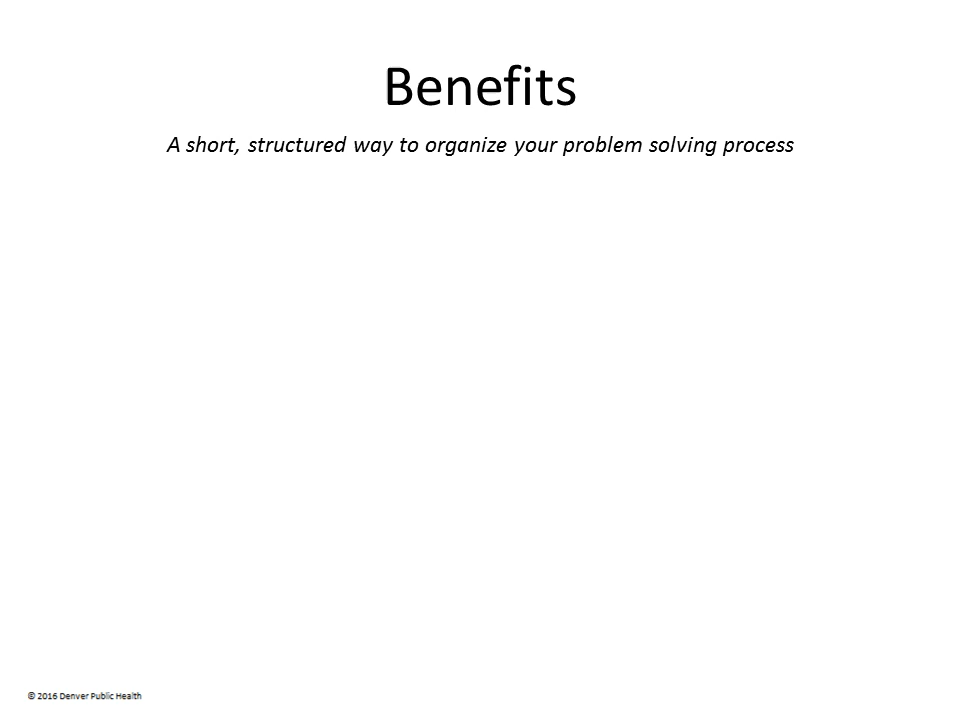 Benefits
A short, structured way to organize your problem solving process
© 2016 Denver Public Health